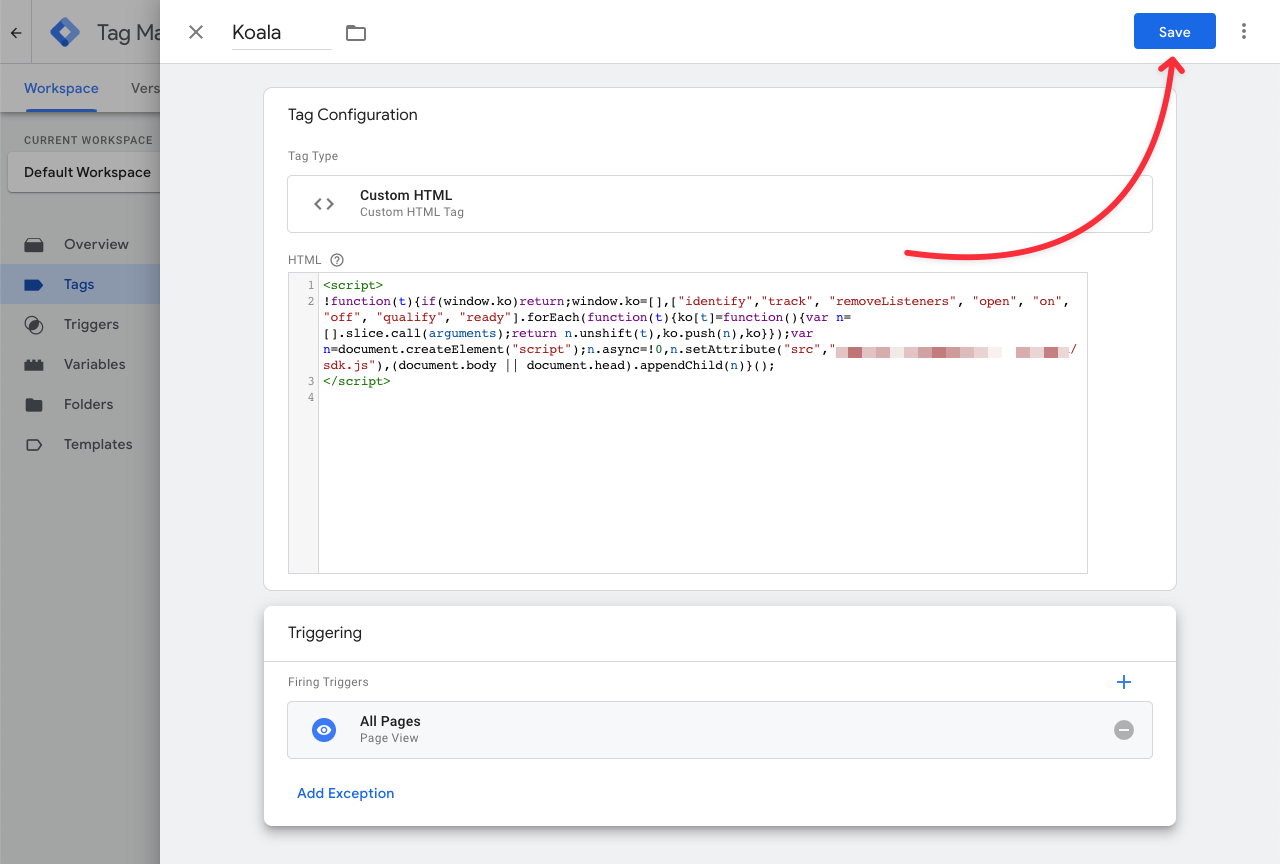 Tag Ma
Koala
Save
Workspace
Vers
CURRENT WORKSPACE
Default Workspace
Overview
Tags
Triggers
Variables
Folders
Templates
Tag Configuration
Tag Type
Custom HTML
Custom HTML Tag
HTML
1 <script>
2 !function(t){if(window.ko)return;window.ko=[],["identify","track", "removeListeners", "open", "on",
"off", "qualify", "ready"].forEach(function(t){ko[t]=function(){var n=
[].slice.call(arguments);return n.unshift(t),ko.push(n),ko}});var
n=document.createElement("script");n.async=!0,n.setAttribute("src","/
sdk.js"),(document.body || document.head).appendChild(n)}();
3 </script>
4
Triggering
Firing Triggers
All Pages
Page View
Add Exception